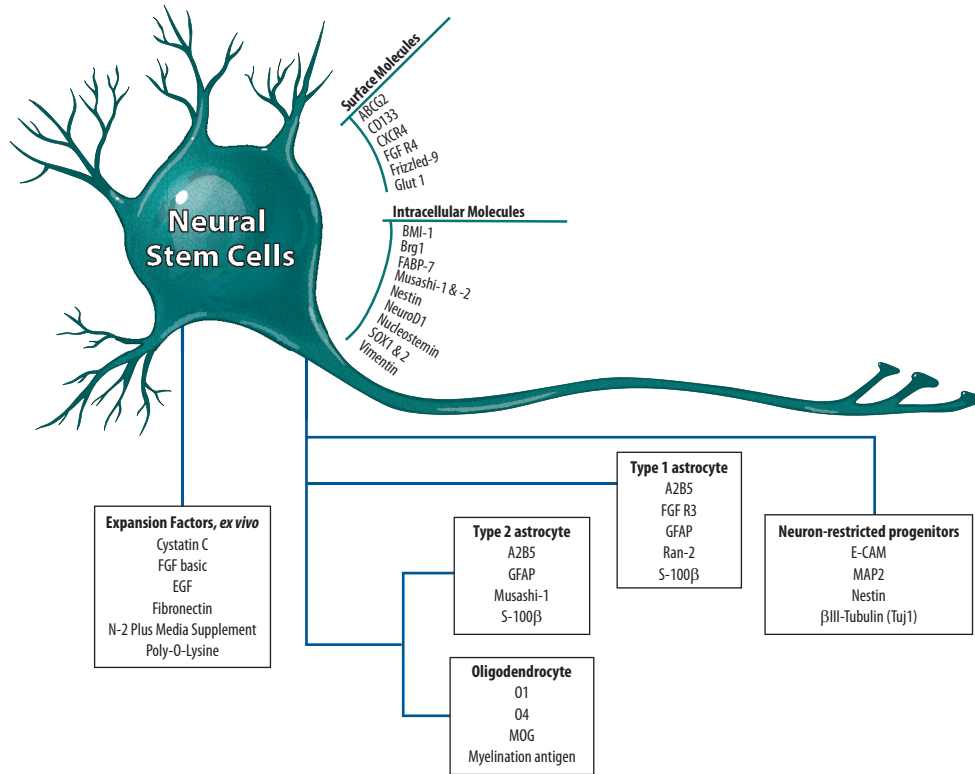 Surface Molecules
ABCG2
CD133
CXCR4
FGF R4
Frizzled-9
Glut 1
Neural
Stem Cells
Intracellular Molecules
BMI-1
Brg1
FABP-7
Musashi-1 & -2
Nestin
NeuroD1
Nucleostemin
SOX1 & 2
Vimentin
Expansion Factors, ex vivo
Cystatin C
FGF basic
EGF
Fibronectin
N-2 Plus Media Supplement
Poly-O-Lysine
Type 2 astrocyte
A2B5
GFAP
Musashi-1
S-100β
Oligodendrocyte
O1
O4
MOG
Myelination antigen
Type 1 astrocyte
A2B5
FGF R3
GFAP
Ran-2
S-100β
Neuron-restricted progenitors
E-CAM
MAP2
Nestin
βIII-Tubulin (Tuj1)